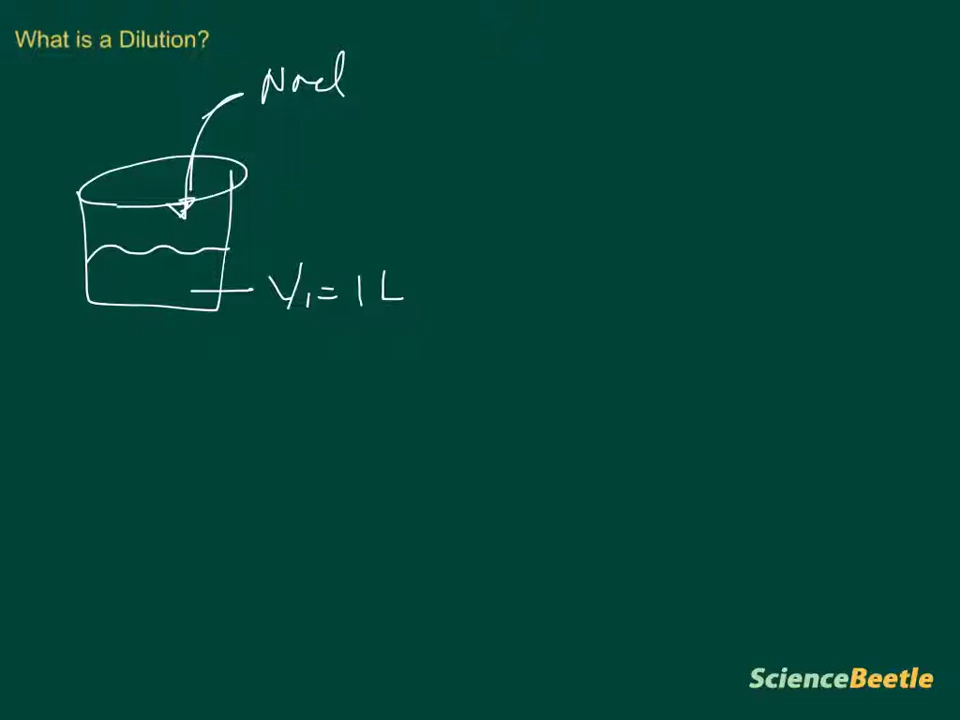 What is a Dilution?
Nacl
V₁ = 1 L
ScienceBeetle